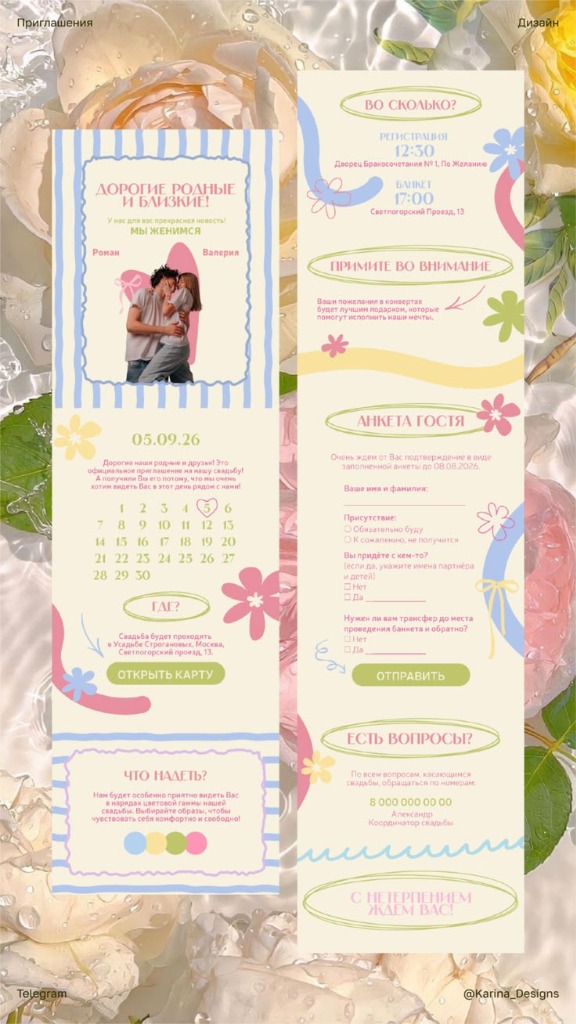 Приглашения
Дизайн
ДОРОГИЕ РОДНЫЕ
И БЛИЗКИЕ!
У нас для вас прекрасная новость!
МЫ ЖЕНИМСЯ
Роман
Валерия
05.09.26
Дорогие наши родные и друзья! Это
официальное приглашение на нашу свадьбу!
А получили Вы его потому, что мы очень
хотим видеть Вас в этот день рядом с нами!
1 2 3 4 5 6
7 8 9 10 11 12 13
14 15 16 17 18 19 20
21 22 23 24 25 26 27
28 29 30
ГДЕ?
Свадьба будет проходить
в Усадьбе Строгановых, Москва,
Светлогорский проезд, 13.
ОТКРЫТЬ КАРТУ
ЧТО НАДЕТЬ?
Нам будет особенно приятно видеть Вас
в нарядах цветовой гаммы нашей
свадьбы. Выбирайте образы, чтобы
чувствовать себя комфортно и свободно!
ВО СКОЛЬКО?
РЕГИСТРАЦИЯ
12:30
Дворец Бракосочетания № 1, По Желанию
БАНКЕТ
17:00
Светлогорский Проезд, 13
ПРИМИТЕ ВО ВНИМАНИЕ
Ваши пожелания в конвертах
будет лучшим подарком, которые
помогут исполнить наши мечты.
АНКЕТА ГОСТЯ
Очень ждем от Вас подтверждение в виде
заполненной анкеты до 08.08.2026.
Ваше имя и фамилия:
Присутствие:
Обязательно буду
К сожалению, не получится
Вы придёте с кем-то?
(если да, укажите имена партнёра
и детей)
Нет
Да
Нужен ли вам трансфер до места
проведения банкета и обратно?
Нет
Да
ОТПРАВИТЬ
ЕСТЬ ВОПРОСЫ?
По всем вопросам, касающимся
свадьбы, обращаться по номерам:
8 000 000 00 00
Александр
Координатор свадьбы
С НЕТЕРПЕНИЕМ
ЖДЕМ ВАС!
Telegram
@Karina_Designs